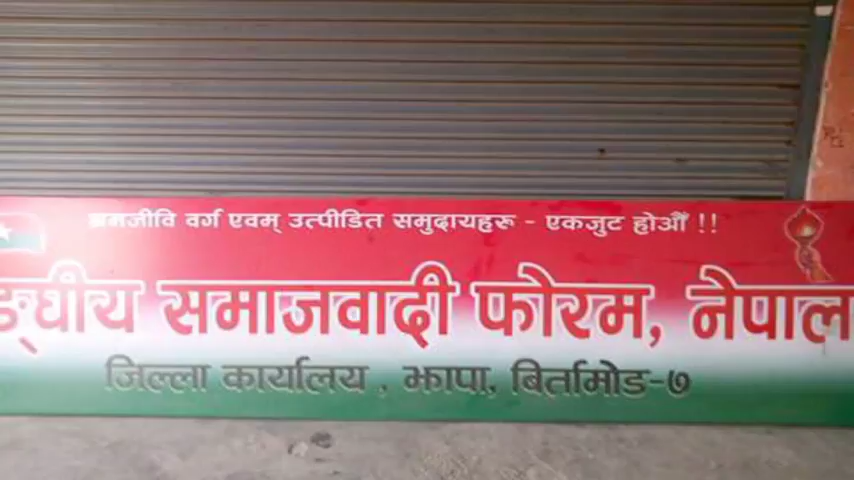 श्रमजीवि वर्ग एवम् उत्पीडित समुदायहरू - एकजुट होऔँ !!
ङ्घीय समाजवादी फोरम, नेपाल
जिल्ला कार्यालय , झापा, बिर्तामोड-७